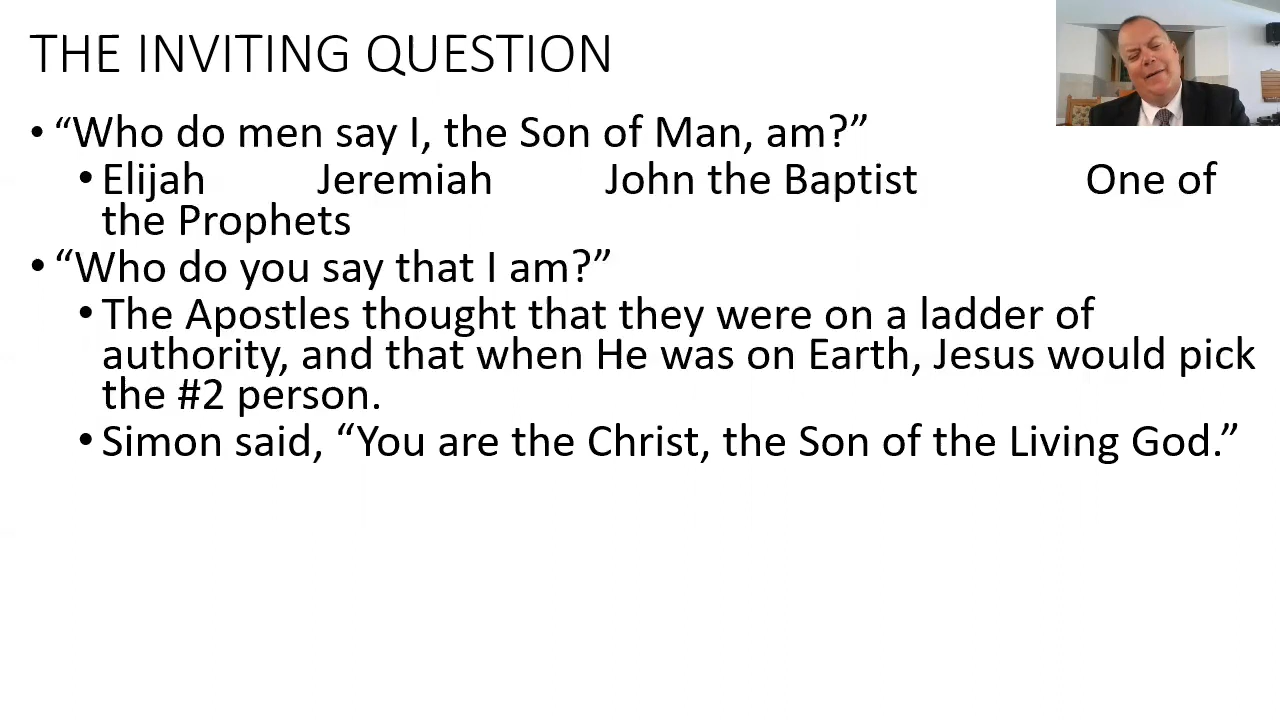 THE INVITING QUESTION
• “Who do men say I, the Son of Man, am?”
• Elijah Jeremiah John the Baptist One of
the Prophets
• “Who do you say that I am?”
• The Apostles thought that they were on a ladder of
authority, and that when He was on Earth, Jesus would pick
the #2 person.
• Simon said, “You are the Christ, the Son of the Living God.”